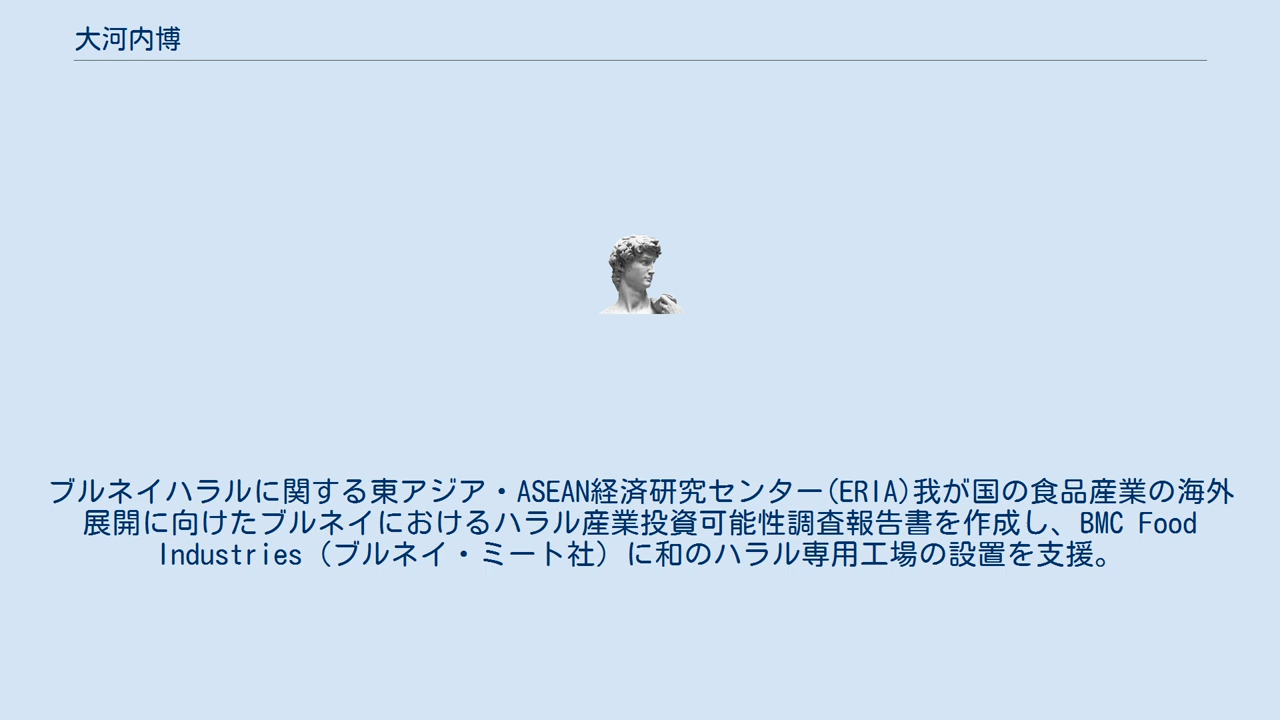 大河内博
ブルネイハラルに関する東アジア・ASEAN経済研究センター(ERIA)我が国の食品産業の海外
展開に向けたブルネイにおけるハラル産業投資可能性調査報告書を作成し、BMC Food
Industries（ブルネイ・ミート社）に和のハラル専用工場の設置を支援。